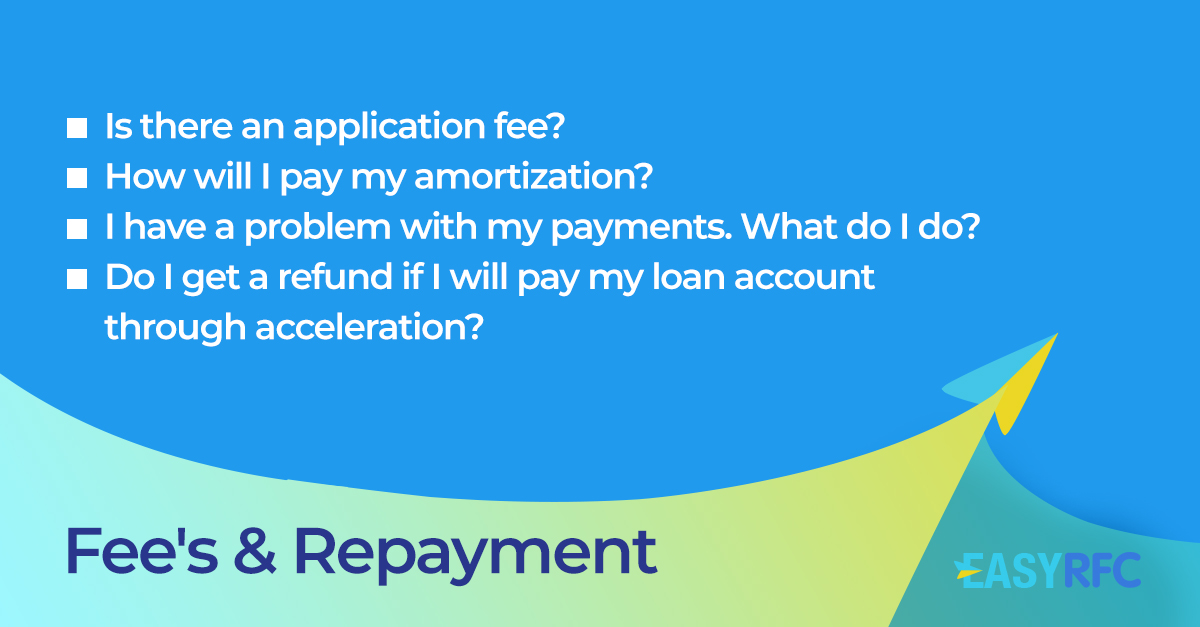 Is there an application fee?
How will I pay my amortization?
I have a problem with my payments. What do I do?
Do I get a refund if I will pay my loan account
through acceleration?
Fee's & Repayment
EASYRFC